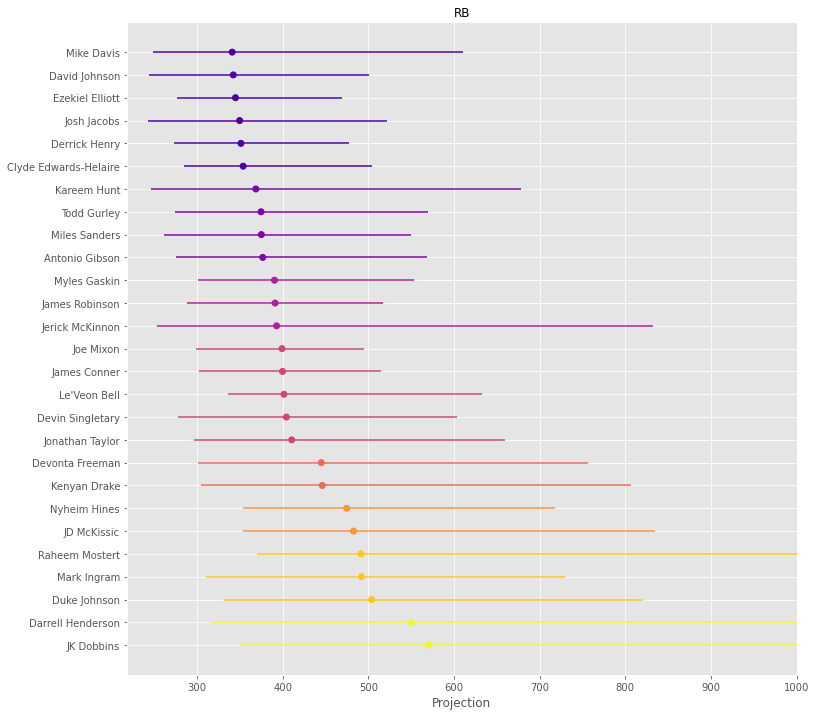 RB
Mike Davis
David Johnson
Ezekiel Elliott
Josh Jacobs
Derrick Henry
Clyde Edwards-Helaire
Kareem Hunt
Todd Gurley
Miles Sanders
Antonio Gibson
Myles Gaskin
James Robinson
Jerick McKinnon
Joe Mixon
James Conner
Le'Veon Bell
Devin Singletary
Jonathan Taylor
Devonta Freeman
Kenyan Drake
Nyheim Hines
JD McKissic
Raheem Mostert
Mark Ingram
Duke Johnson
Darrell Henderson
JK Dobbins
300 400 500 600 700 800 900 1000
Projection